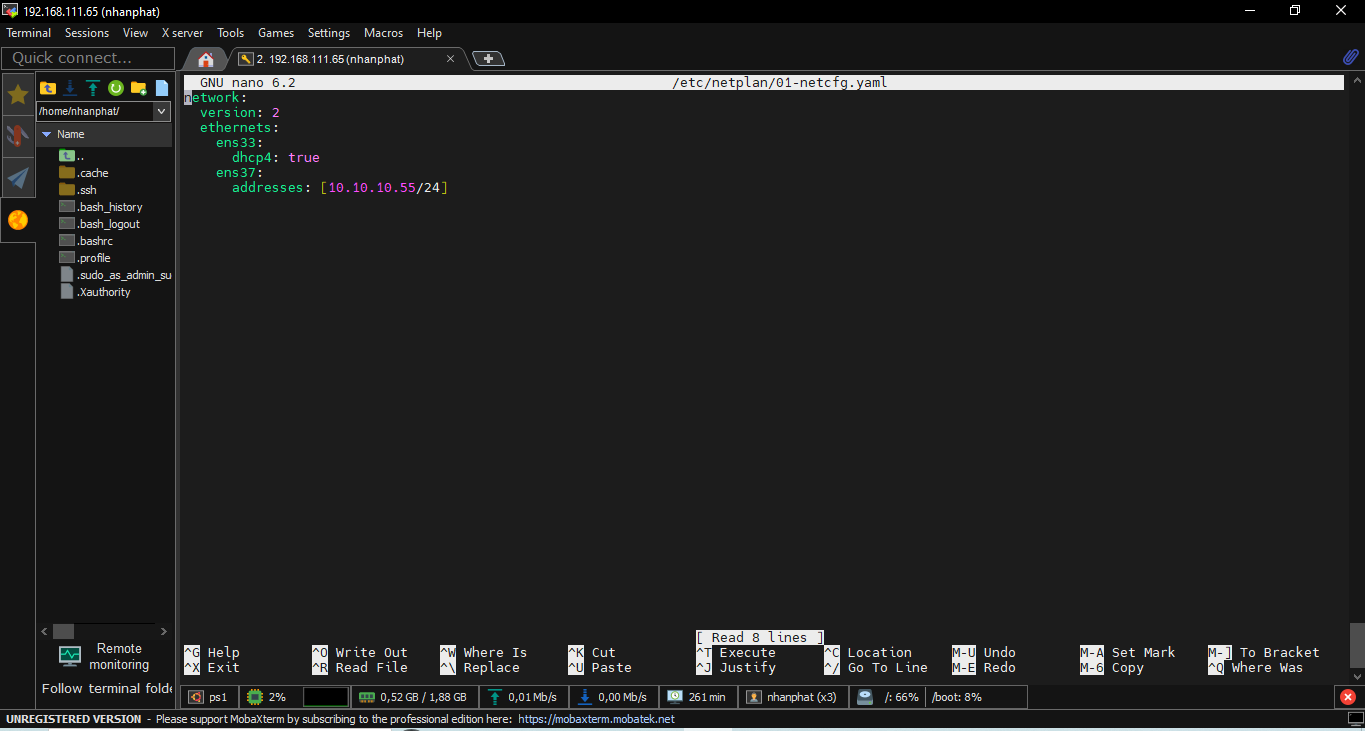 192.168.111.65 (nhanphat)
Terminal Sessions View X server Tools Games Settings Macros Help
Quick connect...
2. 192.168.111.65 (nhanphat)
/home/nhanphat/
Name
..
.cache
.ssh
.bash_history
.bash_logout
.bashrc
.profile
.sudo_as_admin_su
.Xauthority
Remote
monitoring
Follow terminal folde
GNU nano 6.2 /etc/netplan/01-netcfg.yaml
network:
  version: 2
  ethernets:
    ens33:
      dhcp4: true
    ens37:
      addresses: [10.10.10.55/24]
[ Read 8 lines ]
^G Help ^O Write Out ^W Where Is ^K Cut ^T Execute ^C Location M-U Undo M-A Set Mark M-] To Bracket
^X Exit ^R Read File ^\ Replace ^U Paste ^J Justify ^/ Go To Line M-E Redo M-6 Copy ^Q Where Was
ps1 2% 0,52 GB / 1,88 GB 0,01 Mb/s 0,00 Mb/s 261 min nhanphat (x3) /: 66% /boot: 8%
UNREGISTERED VERSION - Please support MobaXterm by subscribing to the professional edition here: https://mobaxterm.mobatek.net